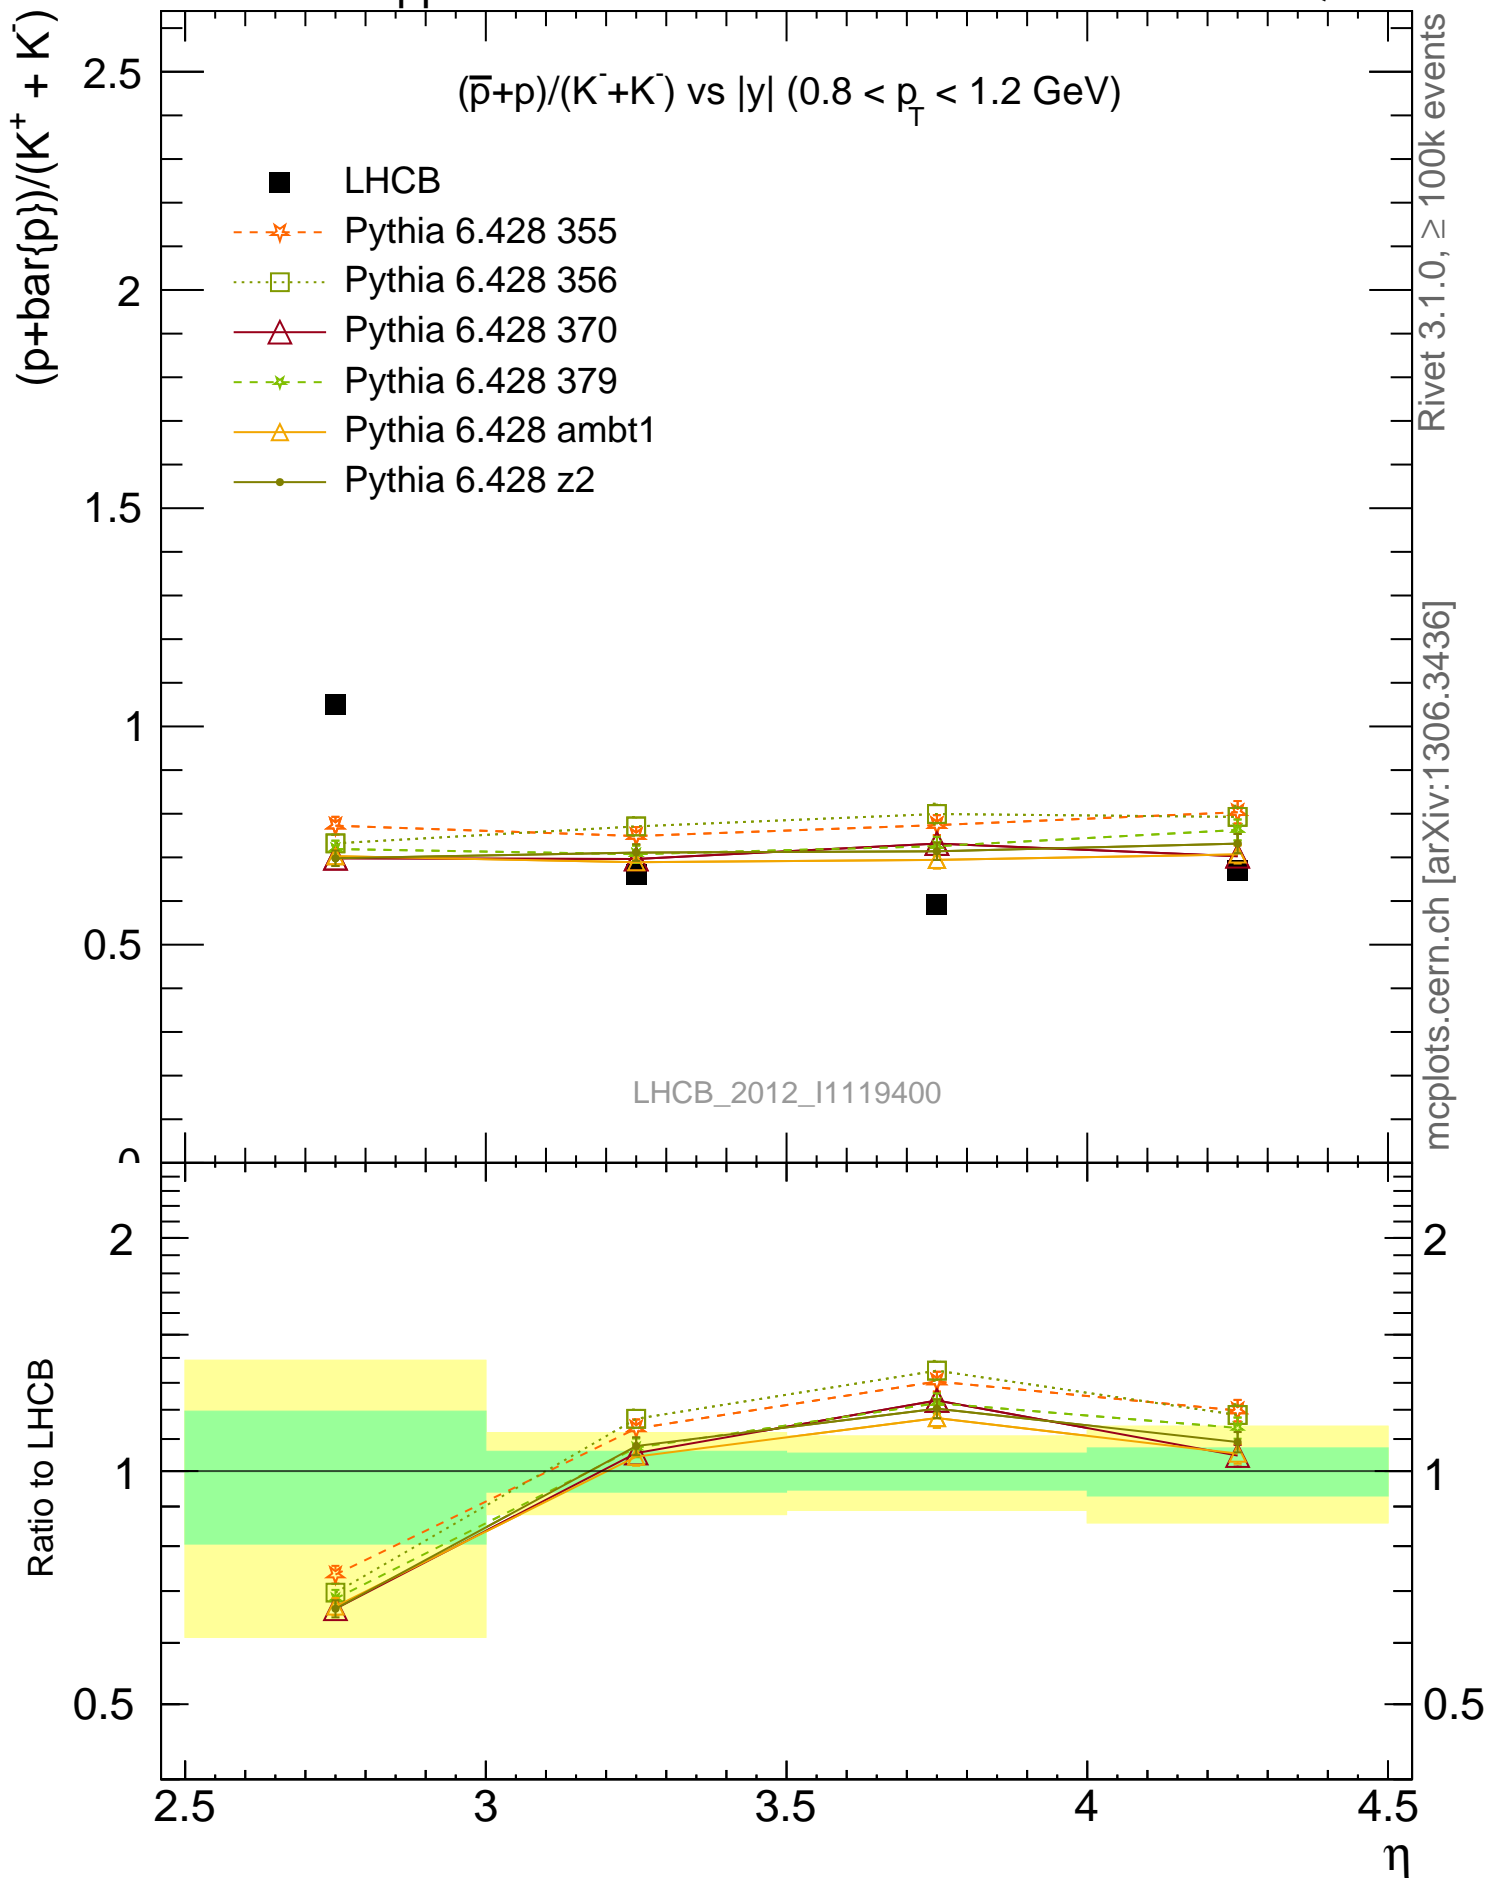 (p̅+p)/(K⁻+K⁻) vs |y| (0.8 < p_T < 1.2 GeV)
(p+bar{p})/(K⁺ + K⁻)
LHCB
Pythia 6.428 355
Pythia 6.428 356
Pythia 6.428 370
Pythia 6.428 379
Pythia 6.428 ambt1
Pythia 6.428 z2
2.5
2
1.5
1
0.5
0
LHCB_2012_I1119400
Rivet 3.1.0, ≥ 100k events
mcplots.cern.ch [arXiv:1306.3436]
Ratio to LHCB
2
1
0.5
2
1
0.5
2.5 3 3.5 4 4.5
η